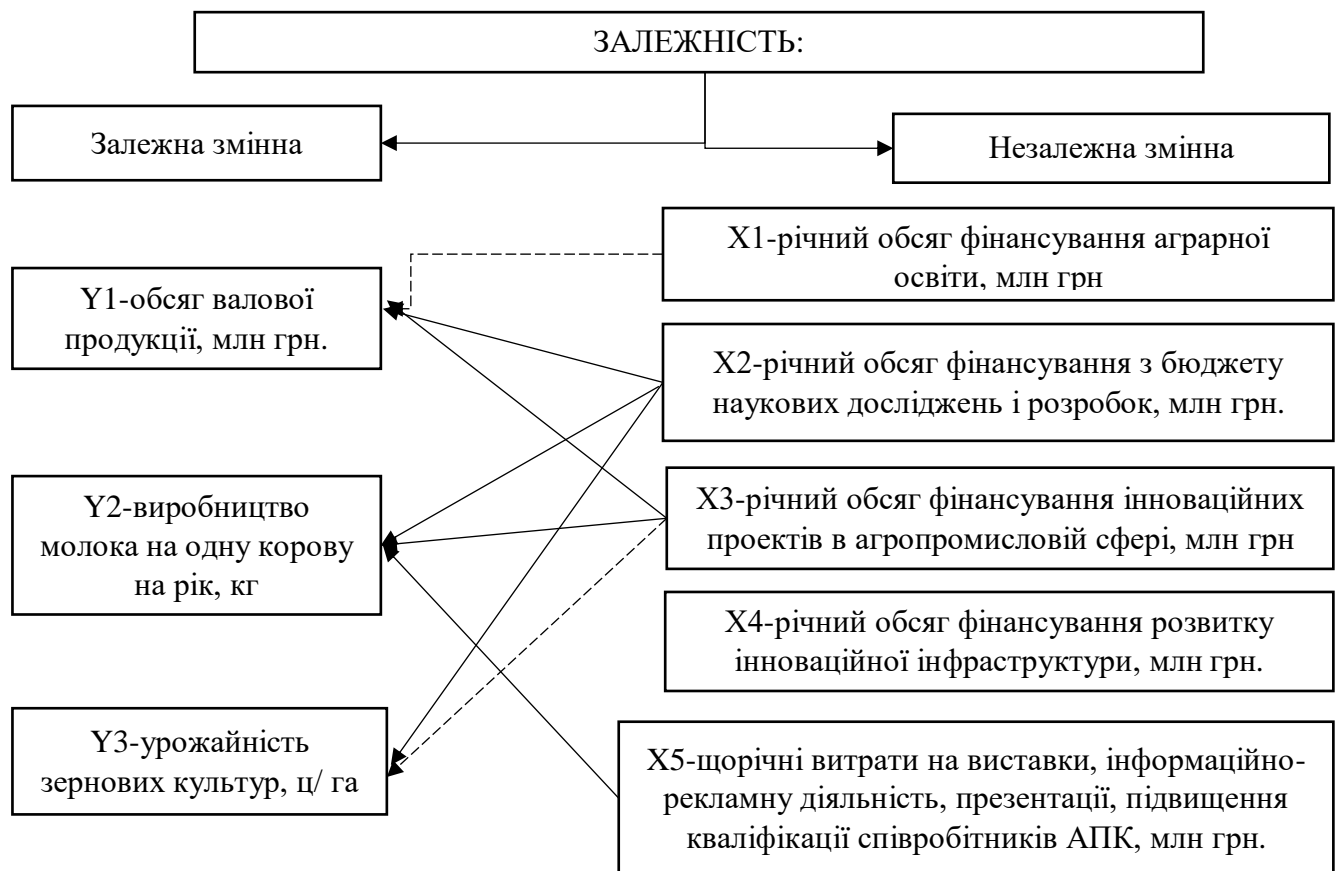 ЗАЛЕЖНІСТЬ:
Залежна змінна
Незалежна змінна
Y1-обсяг валової
продукції, млн грн.
Y2-виробництво
молока на одну корову
на рік, кг
Y3-урожайність
зернових культур, ц/ га
X1-річний обсяг фінансування аграрної
освіти, млн грн
X2-річний обсяг фінансування з бюджету
наукових досліджень і розробок, млн грн.
X3-річний обсяг фінансування інноваційних
проектів в агропромисловій сфері, млн грн
X4-річний обсяг фінансування розвитку
інноваційної інфраструктури, млн грн.
X5-щорічні витрати на виставки, інформаційно-
рекламну діяльність, презентації, підвищення
кваліфікації співробітників АПК, млн грн.